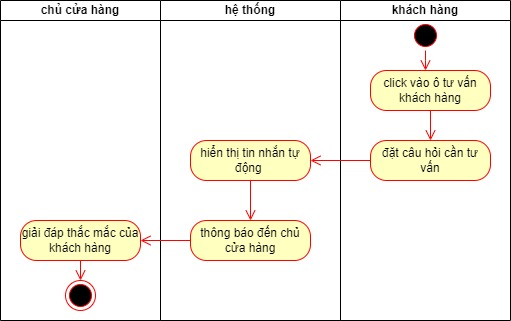 chủ cửa hàng
hệ thống
khách hàng
click vào ô tư vấn
khách hàng
đặt câu hỏi cần tư
vấn
hiển thị tin nhắn tự
động
thông báo đến chủ
cửa hàng
giải đáp thắc mắc của
khách hàng